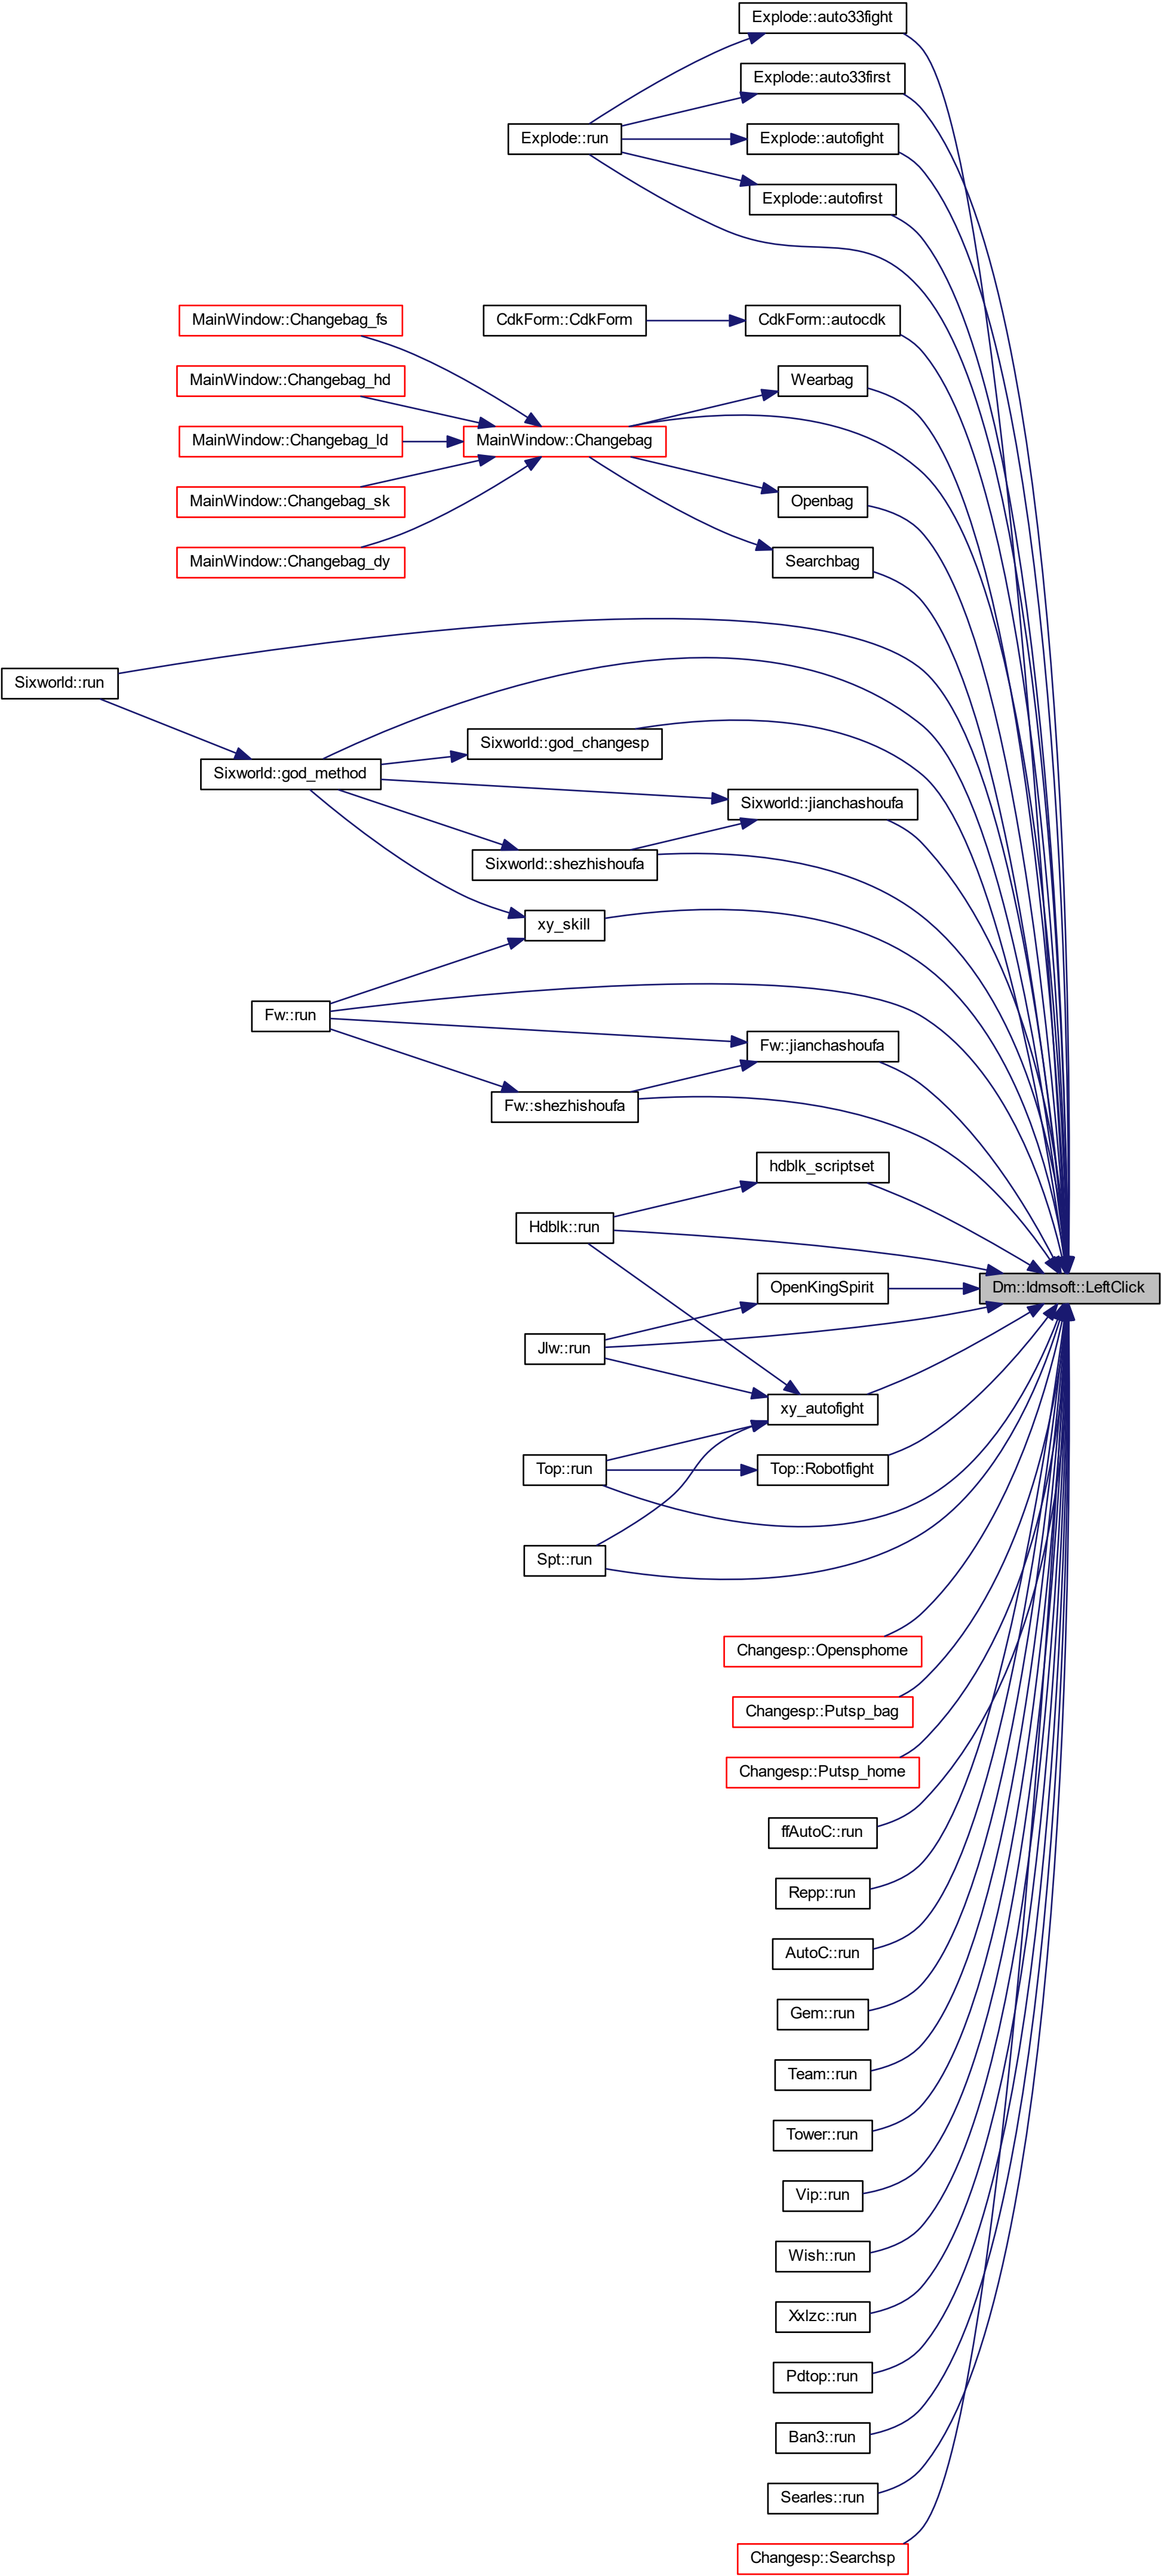 Explode::auto33fight
Explode::auto33first
Explode::run
Explode::autofight
Explode::autofirst
MainWindow::Changebag_fs
CdkForm::CdkForm
CdkForm::autocdk
MainWindow::Changebag_hd
Wearbag
MainWindow::Changebag_ld
MainWindow::Changebag
MainWindow::Changebag_sk
Openbag
MainWindow::Changebag_dy
Searchbag
Sixworld::run
Sixworld::god_changesp
Sixworld::god_method
Sixworld::jianchashoufa
Sixworld::shezhishoufa
xy_skill
Fw::run
Fw::jianchashoufa
Fw::shezhishoufa
hdblk_scriptset
Hdblk::run
OpenKingSpirit
Dm::Idmsoft::LeftClick
Jlw::run
xy_autofight
Top::run
Top::Robotfight
Spt::run
Changesp::Opensphome
Changesp::Putsp_bag
Changesp::Putsp_home
ffAutoC::run
Repp::run
AutoC::run
Gem::run
Team::run
Tower::run
Vip::run
Wish::run
Xxlzc::run
Pdtop::run
Ban3::run
Searles::run
Changesp::Searchsp